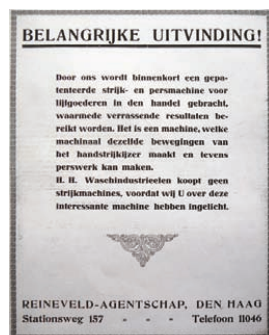 BELANGRIJKE UITVINDING!
Door ons wordt binnenkort een gepa-
tenteerde strijk- en persmachine voor
lijfgoederen in den handel gebracht,
waarmede verrassende resultaten be-
reikt worden. Het is een machine, welke
machinaal dezelfde bewegingen van
het handstrijkijzer maakt en tevens
perswerk kan maken.
H. H. Waschindustrieelen koopt geen
strijkmachines, voordat wij U over deze
interessante machine hebben ingelicht.
REINEVELD-AGENTSCHAP, DEN HAAG
Stationsweg 157 - - - Telefoon 11046